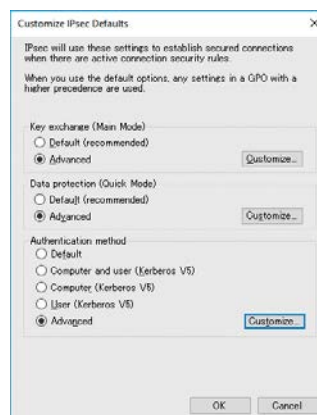 Customize IPsec Defaults
IPsec will use these settings to establish secured connections
when there are active connection security rules.
When you use the default options, any settings in a GPO with a
higher precedence are used.
Key exchange (Main Mode)
Default (recommended)
Advanced
Customize...
Data protection (Quick Mode)
Default (recommended)
Advanced
Customize...
Authentication method
Default
Computer and user (Kerberos V5)
Computer (Kerberos V5)
User (Kerberos V5)
Advanced
Customize...
OK
Cancel